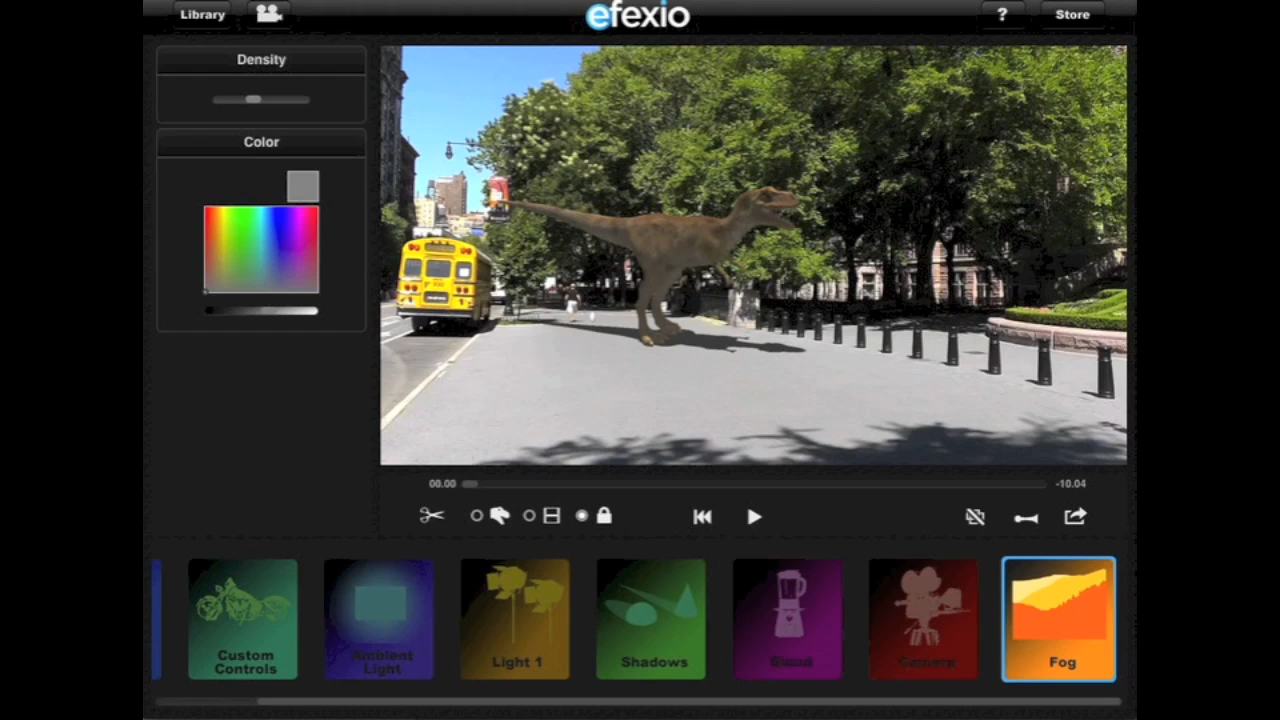 Library
efexio
?
Store
Density
Color
00.00
-10.04
Custom
Controls
Ambient
Light
Light 1
Shadows
Blend
Camera
Fog